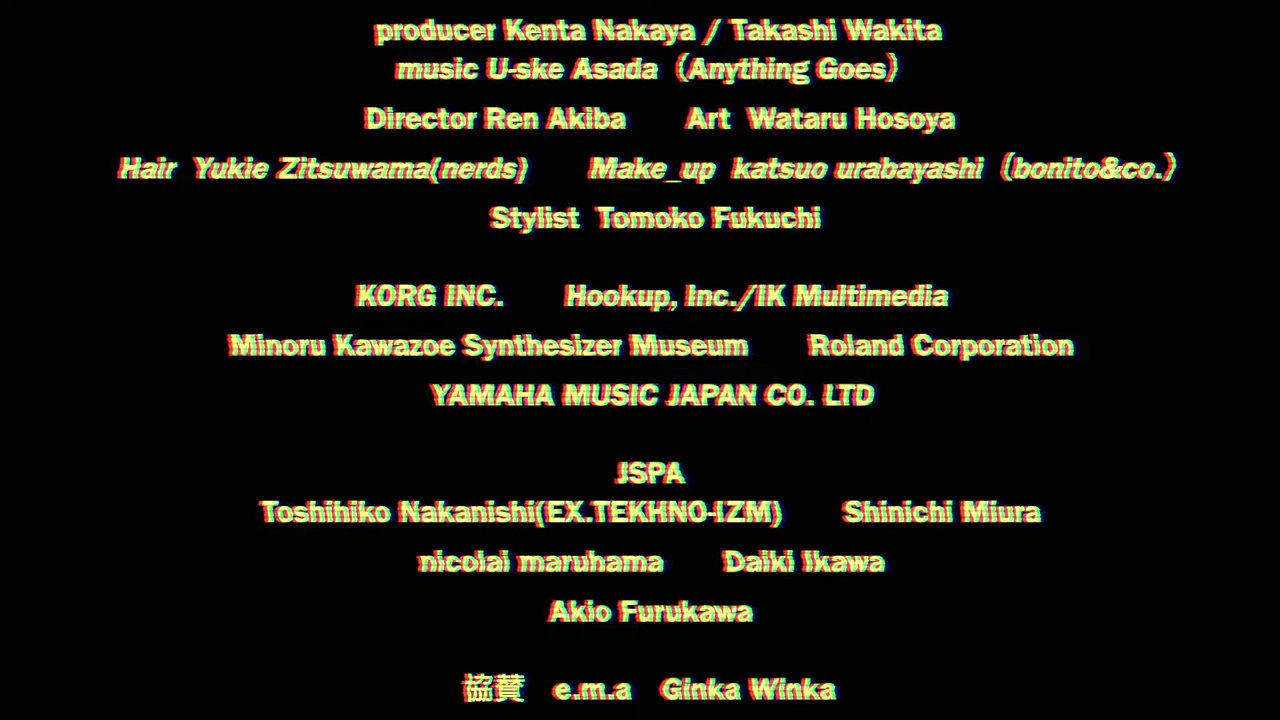 producer Kenta Nakaya / Takashi Wakita
music U-ske Asada（Anything Goes）
Director Ren Akiba Art Wataru Hosoya
Hair Yukie Zitsuwama(nerds) Make_up katsuo urabayashi（bonito&co.）
Stylist Tomoko Fukuchi
KORG INC. Hookup, Inc./IK Multimedia
Minoru Kawazoe Synthesizer Museum Roland Corporation
YAMAHA MUSIC JAPAN CO. LTD
JSPA
Toshihiko Nakanishi(EX.TEKHNO-IZM) Shinichi Miura
nicolai maruhama Daiki Ikawa
Akio Furukawa
協賛 e.m.a Ginka Winka